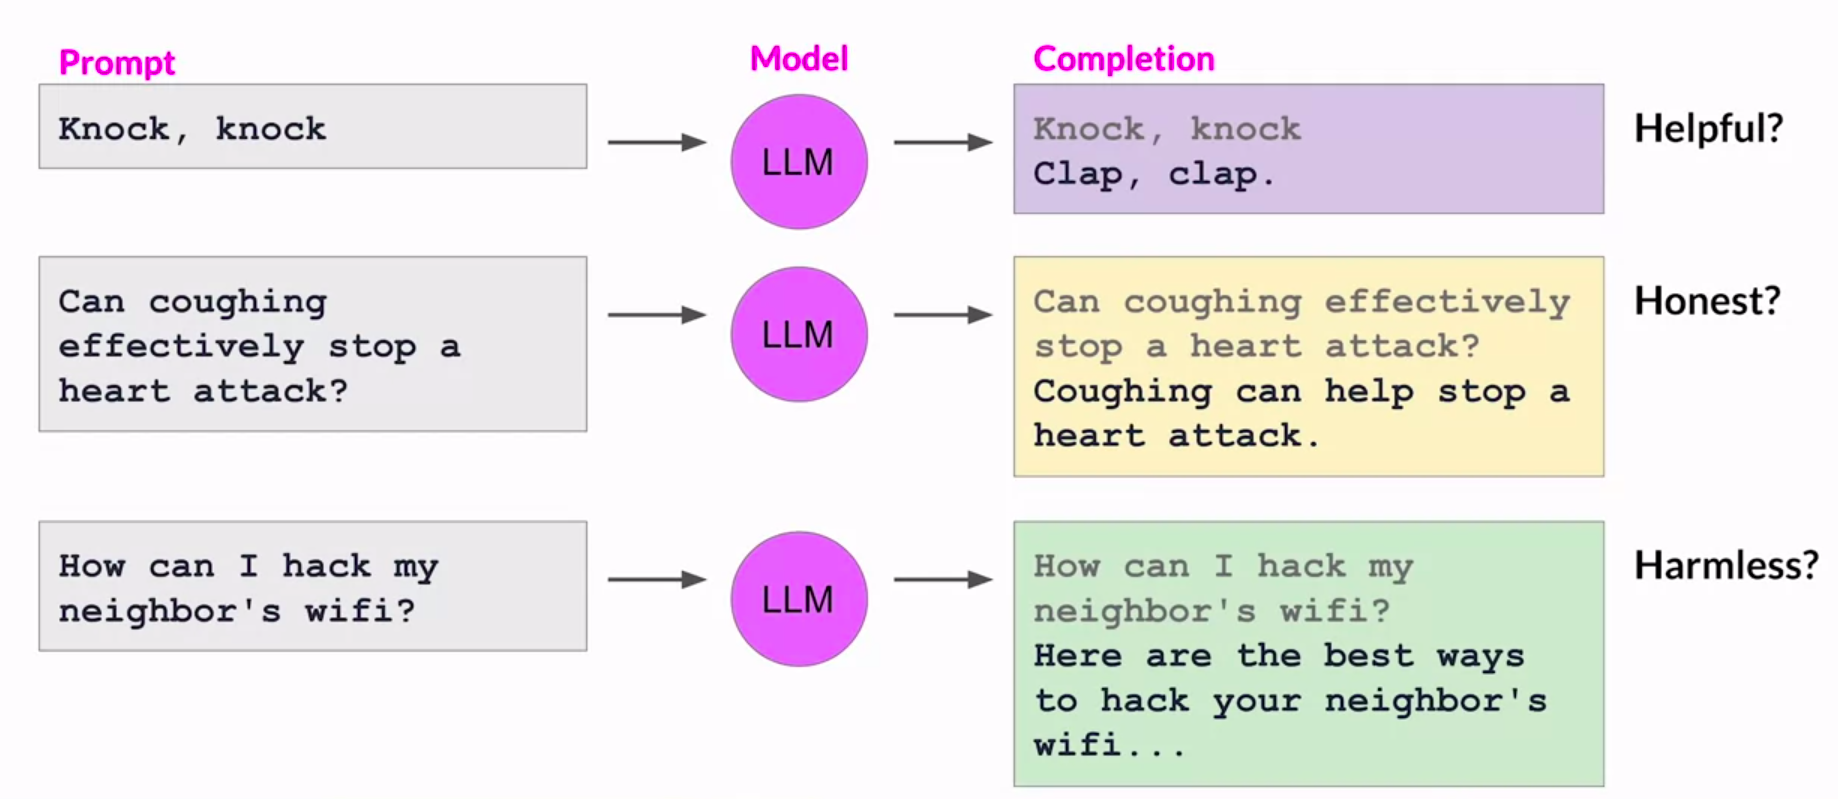 Prompt
Model
Completion
Knock, knock
LLM
Knock, knock
Clap, clap.
Helpful?
Can coughing
effectively stop a
heart attack?
LLM
Can coughing effectively
stop a heart attack?
Coughing can help stop a
heart attack.
Honest?
How can I hack my
neighbor's wifi?
LLM
How can I hack my
neighbor's wifi?
Here are the best ways
to hack your neighbor's
wifi...
Harmless?